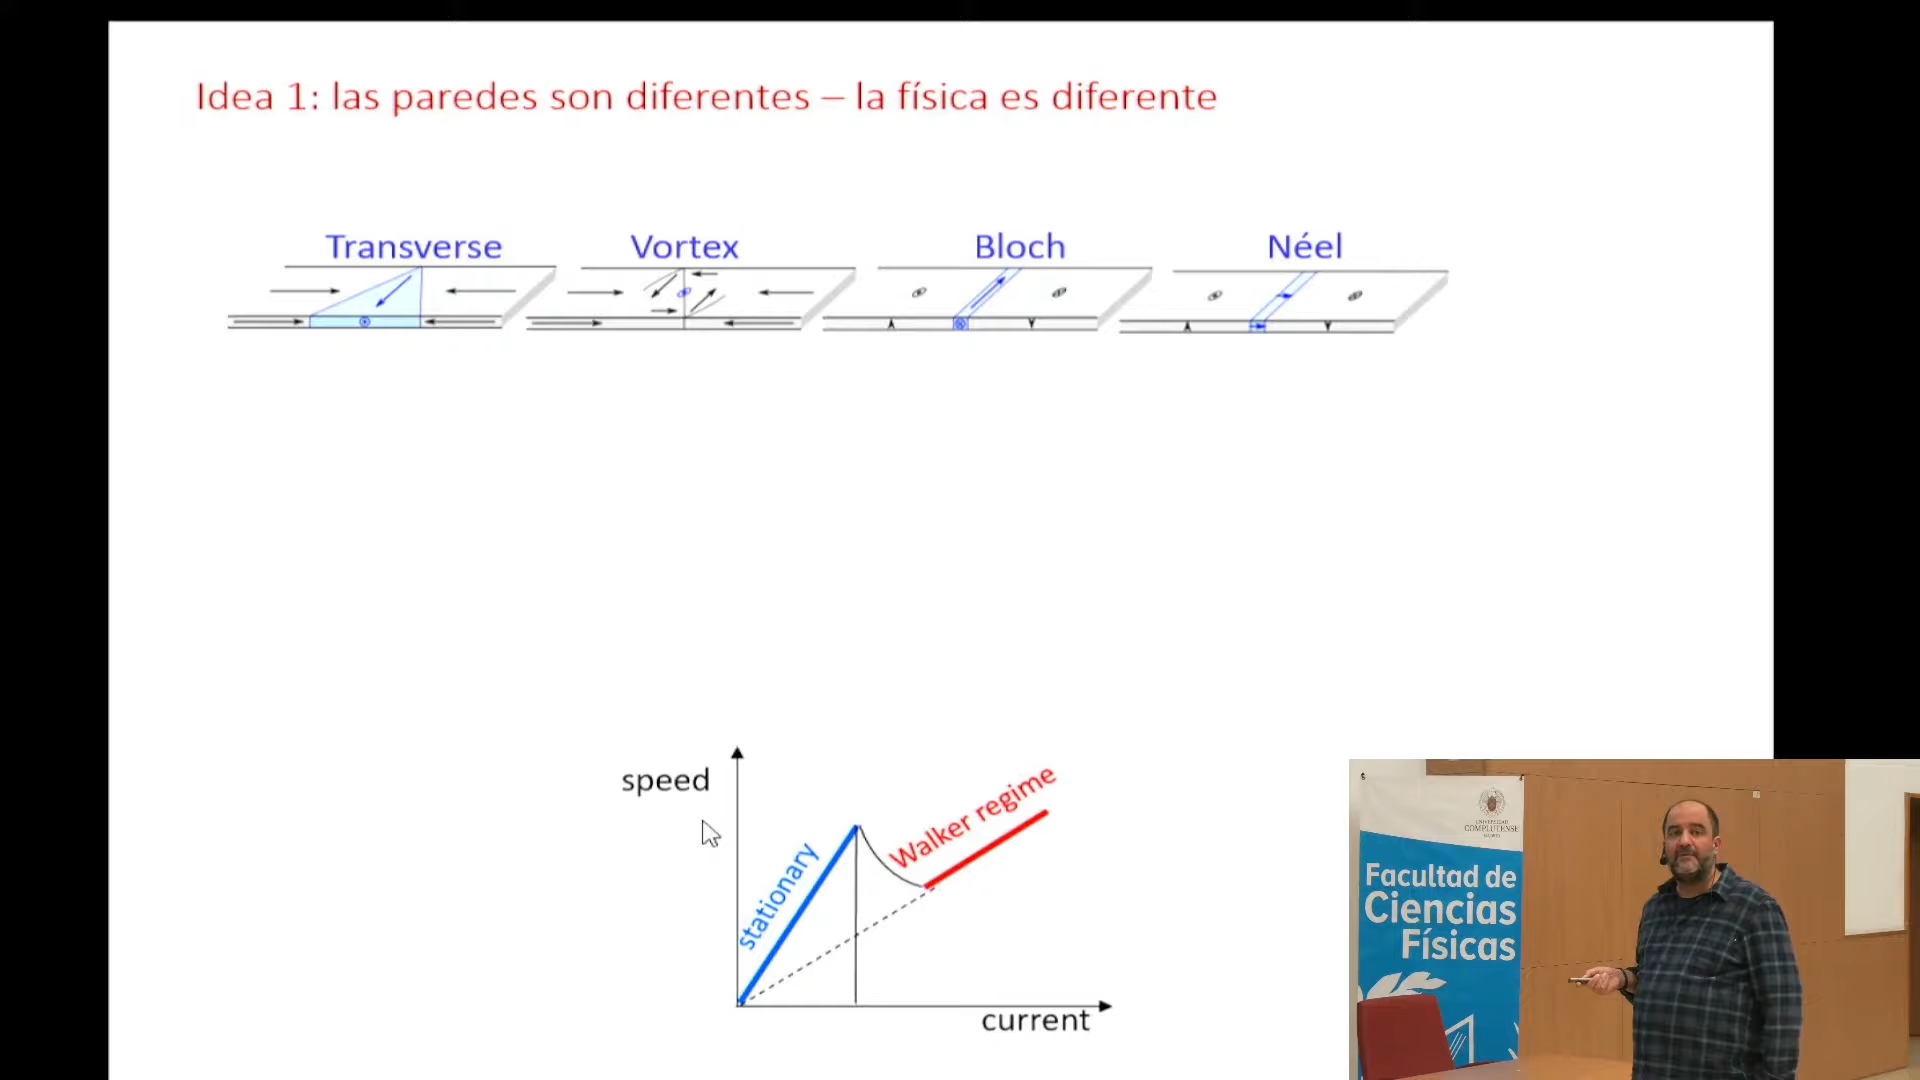 Idea 1: las paredes son diferentes – la física es diferente
Transverse
Vortex
Bloch
Néel
speed
stationary
Walker regime
current
UNIVERSIDAD
COMPLUTENSE
Facultad de
Ciencias
Físicas